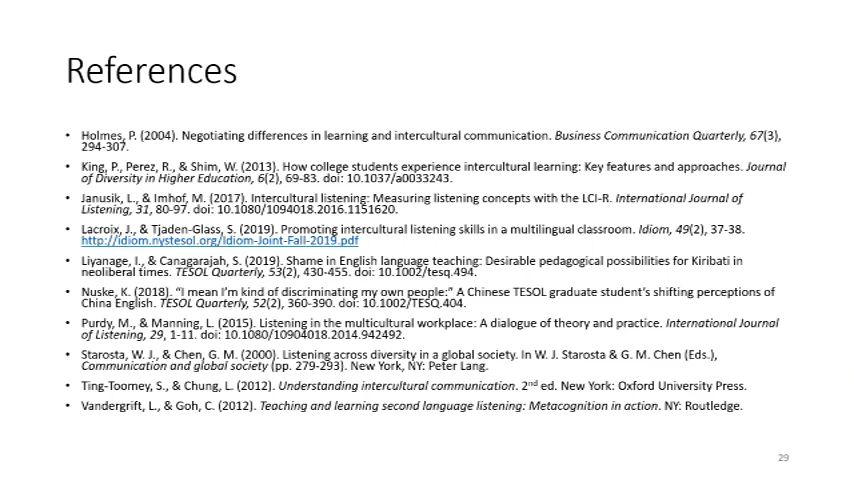 References
• Holmes, P. (2004). Negotiating differences in learning and intercultural communication. Business Communication Quarterly, 67(3),
294-307.
• King, P., Perez, R., & Shim, W. (2013). How college students experience intercultural learning: Key features and approaches. Journal
of Diversity in Higher Education, 6(2), 69-83. doi: 10.1037/a0033243.
• Janusik, L., & Imhof, M. (2017). Intercultural listening: Measuring listening concepts with the LCI-R. International Journal of
Listening, 31, 80-97. doi: 10.1080/1094018.2016.1151620.
• Lacroix, J., & Tjaden-Glass, S. (2019). Promoting intercultural listening skills in a multilingual classroom. Idiom, 49(2), 37-38.
http://idiom.nystesol.org/Idiom-Joint-Fall-2019.pdf
• Liyanage, I., & Canagarajah, S. (2019). Shame in English language teaching: Desirable pedagogical possibilities for Kiribati in
neoliberal times. TESOL Quarterly, 53(2), 430-455. doi: 10.1002/tesq.494.
• Nuske, K. (2018). “I mean I’m kind of discriminating my own people:” A Chinese TESOL graduate student’s shifting perceptions of
China English. TESOL Quarterly, 52(2), 360-390. doi: 10.1002/TESQ.404.
• Purdy, M., & Manning, L. (2015). Listening in the multicultural workplace: A dialogue of theory and practice. International Journal
of Listening, 29, 1-11. doi: 10.1080/10904018.2014.942492.
• Starosta, W. J., & Chen, G. M. (2000). Listening across diversity in a global society. In W. J. Starosta & G. M. Chen (Eds.),
Communication and global society (pp. 279-293). New York, NY: Peter Lang.
• Ting-Toomey, S., & Chung, L. (2012). Understanding intercultural communication. 2nd ed. New York: Oxford University Press.
• Vandergrift, L., & Goh, C. (2012). Teaching and learning second language listening: Metacognition in action. NY: Routledge.
29